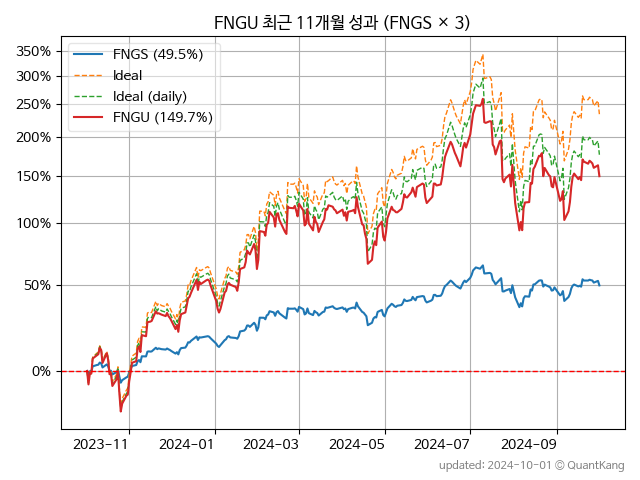 FNGU 최근 11개월 성과 (FNGS × 3)
FNGS (49.5%)
Ideal
Ideal (daily)
FNGU (149.7%)
350%
300%
250%
200%
150%
100%
50%
0%
2023-11
2024-01
2024-03
2024-05
2024-07
2024-09
updated: 2024-10-01 © QuantKang